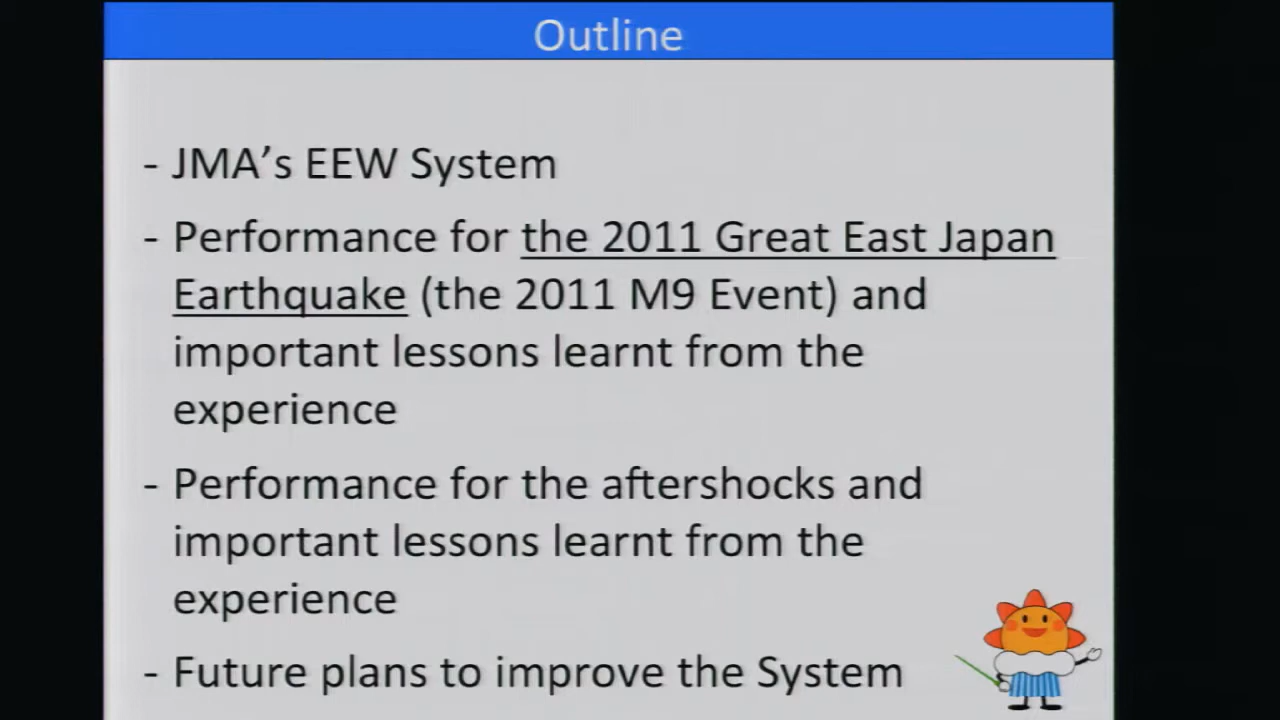 Outline
- JMA's EEW System
- Performance for the 2011 Great East Japan
Earthquake (the 2011 M9 Event) and
important lessons learnt from the
experience
- Performance for the aftershocks and
important lessons learnt from the
experience
- Future plans to improve the System